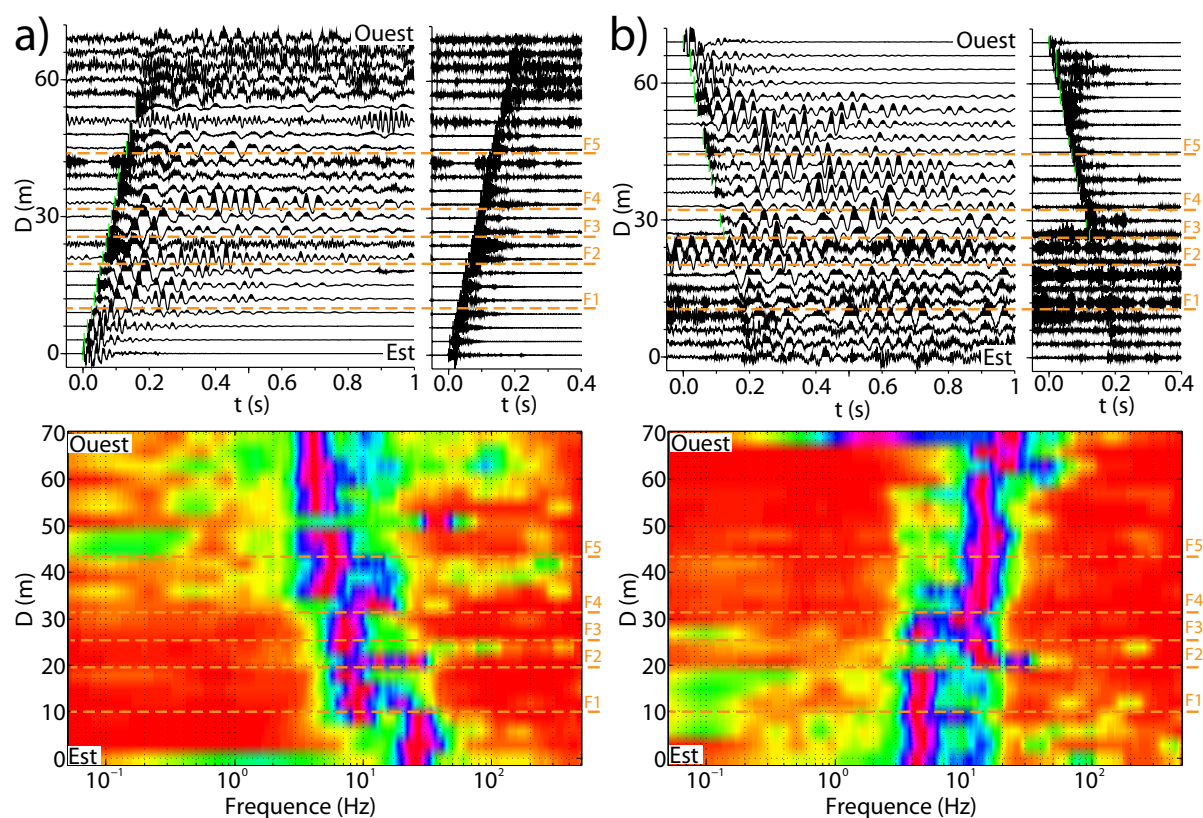 a)
Ouest
60
30
0
D (m)
F5
F4
F3
F2
F1
Est
0.0 0.2 0.4 0.6 0.8 1
t (s)
0.0 0.2 0.4
t (s)
b)
Ouest
60
30
0
D (m)
F5
F4
F3
F2
F1
Est
0.0 0.2 0.4 0.6 0.8 1
t (s)
0.0 0.2 0.4
t (s)
70
60
50
40
30
20
10
0
D (m)
Ouest
Est
F5
F4
F3
F2
F1
10⁻¹ 10⁰ 10¹ 10²
Frequence (Hz)
70
60
50
40
30
20
10
0
D (m)
Ouest
Est
F5
F4
F3
F2
F1
10⁻¹ 10⁰ 10¹ 10²
Frequence (Hz)